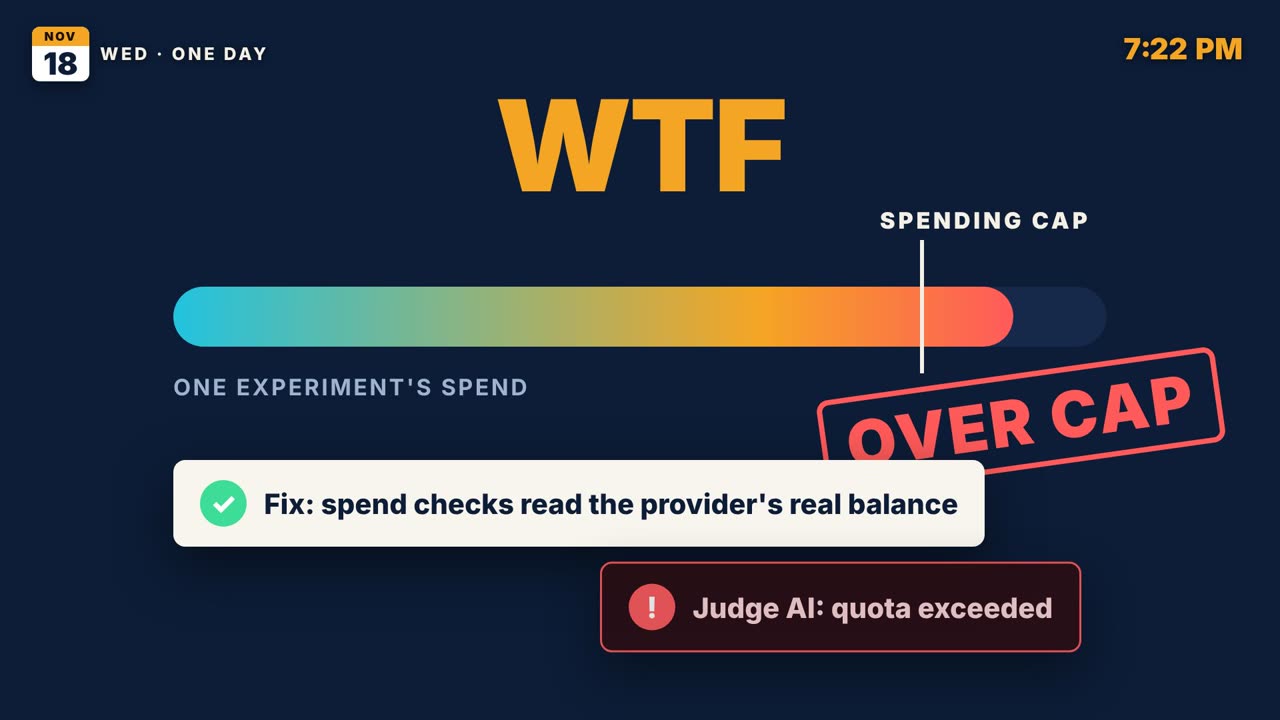 NOV
18
WED · ONE DAY
7:22 PM
WTF
SPENDING CAP
ONE EXPERIMENT'S SPEND
OVER CAP
Fix: spend checks read the provider's real balance
! Judge AI: quota exceeded